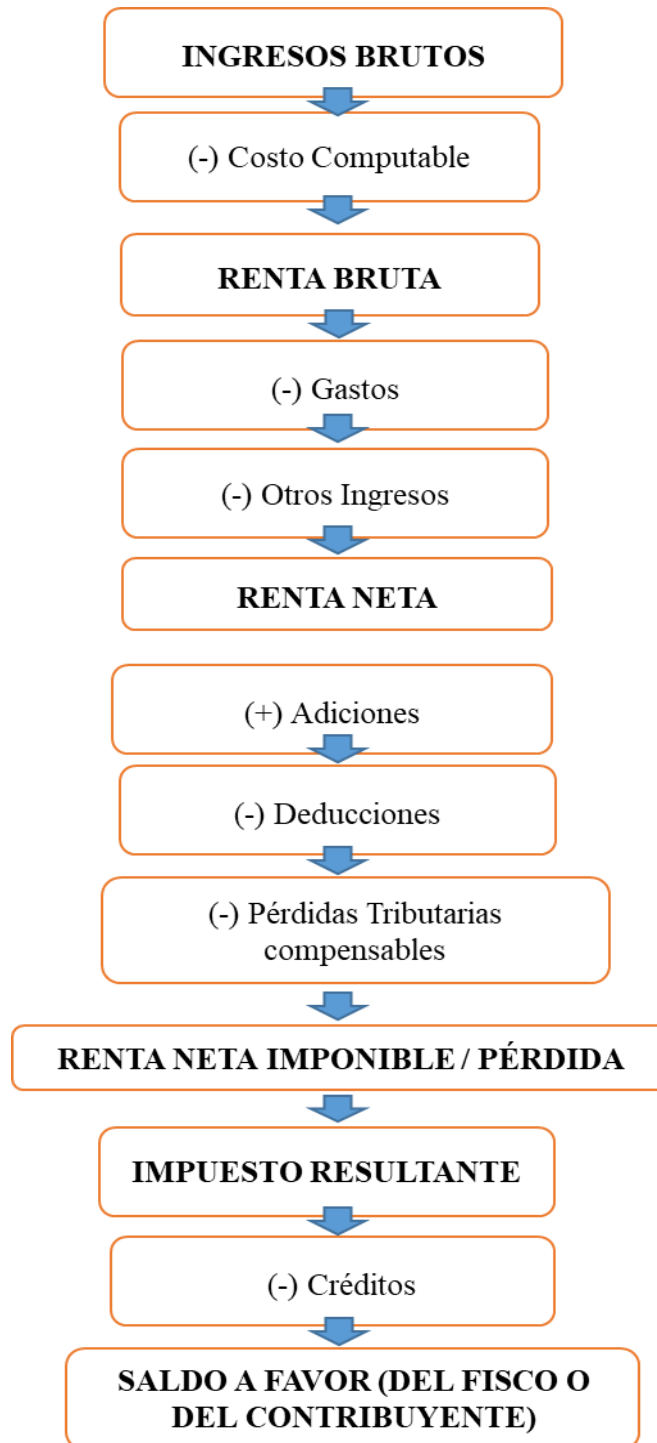 INGRESOS BRUTOS
(-) Costo Computable
RENTA BRUTA
(-) Gastos
(-) Otros Ingresos
RENTA NETA
(+) Adiciones
(-) Deducciones
(-) Pérdidas Tributarias
compensables
RENTA NETA IMPONIBLE / PÉRDIDA
IMPUESTO RESULTANTE
(-) Créditos
SALDO A FAVOR (DEL FISCO O
DEL CONTRIBUYENTE)